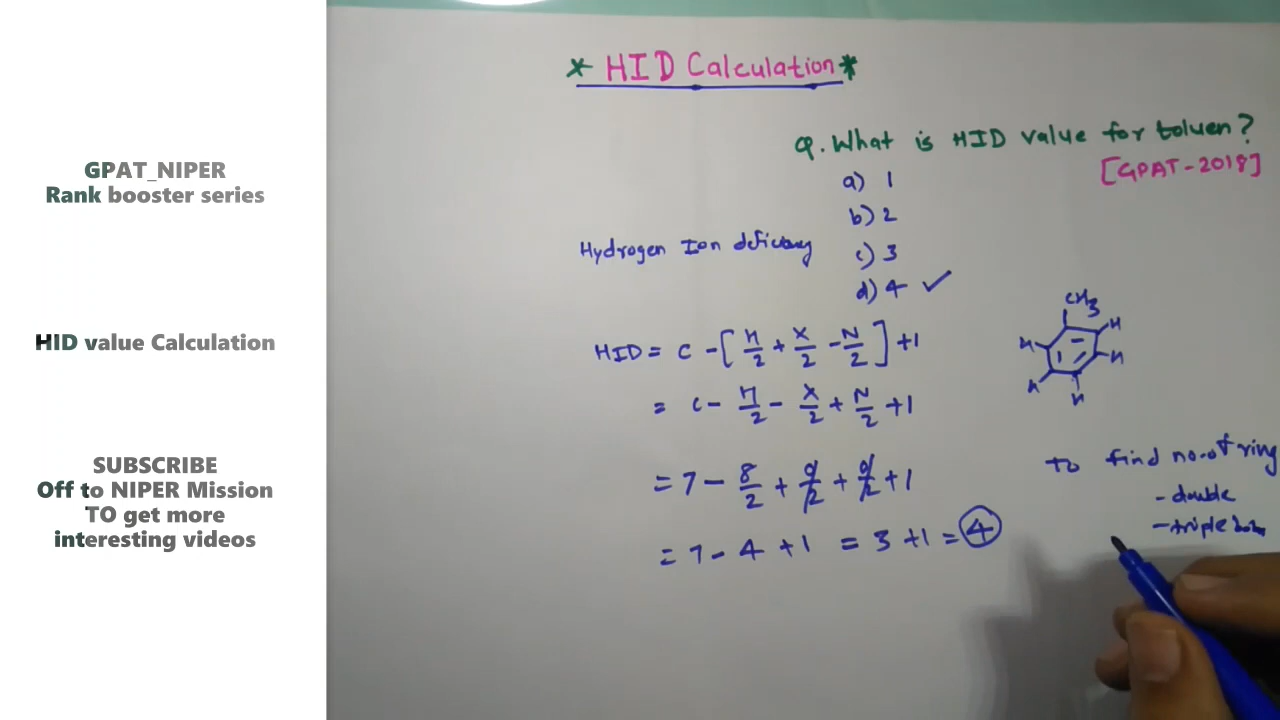 GPAT_NIPER
Rank booster series
HID value Calculation
SUBSCRIBE
Off to NIPER Mission
TO get more
interesting videos
* HID Calculation *
Q. What is HID value for toluen?
[GPAT-2018]
a) 1
b) 2
Hydrogen Ion
c) 3
d) 4 ✓
HID = C - [H/2 + X/2 - N/2] + 1
= C - H/2 - X/2 + N/2 + 1
= 7 - 8/2 + 0/2 + 0/2 + 1
= 7 - 4 + 1 = 3 + 1 = 4
CH3
H
H
H
H
H
To find no. of ring
- double
- triple